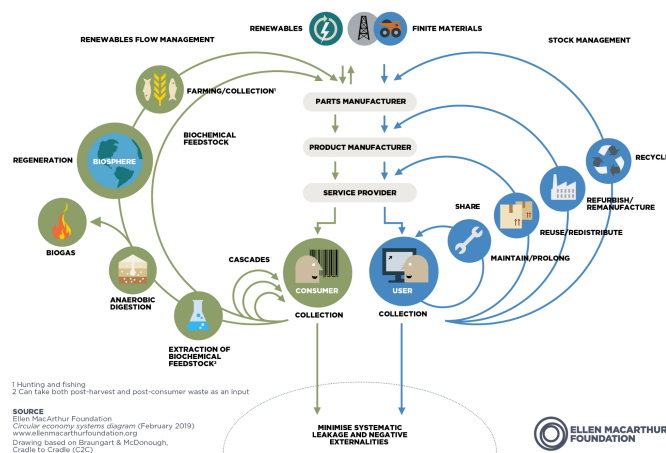 RENEWABLES
FINITE MATERIALS
RENEWABLES FLOW MANAGEMENT
STOCK MANAGEMENT
FARMING/COLLECTION¹
PARTS MANUFACTURER
BIOCHEMICAL
FEEDSTOCK
PRODUCT MANUFACTURER
REGENERATION
BIOSPHERE
RECYCLE
SERVICE PROVIDER
REFURBISH/
REMANUFACTURE
SHARE
REUSE/REDISTRIBUTE
BIOGAS
MAINTAIN/PROLONG
CASCADES
CONSUMER
USER
ANAEROBIC
DIGESTION
COLLECTION
COLLECTION
EXTRACTION OF
BIOCHEMICAL
FEEDSTOCK²
1 Hunting and fishing
2 Can take both post-harvest and post-consumer waste as an input
SOURCE
Ellen MacArthur Foundation
Circular economy systems diagram (February 2019)
www.ellenmacarthurfoundation.org
Drawing based on Braungart & McDonough,
Cradle to Cradle (C2C)
MINIMISE SYSTEMATIC
LEAKAGE AND NEGATIVE
EXTERNALITIES
ELLEN MACARTHUR
FOUNDATION